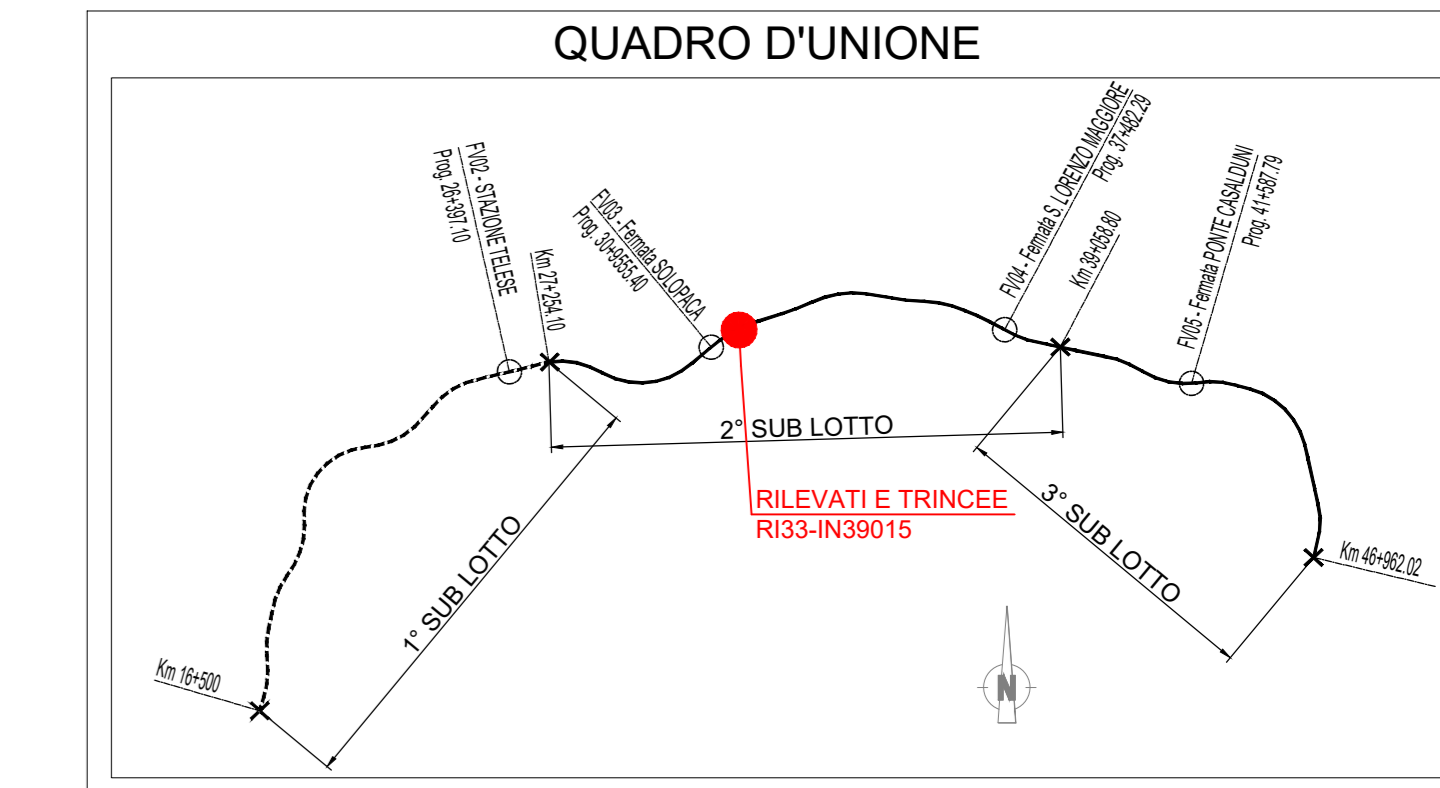 QUADRO D'UNIONE
FV02 - STAZIONE TELESE
Prog. 26+397.10
Km 27+254.10
FV03 - Fermata SOLOPACA
Prog. 30+9555.40
FV04 - Fermata S. LORENZO MAGGIORE
Prog. 37+482.29
Km 39+058.80
FV05 - Fermata PONTE CASALDUNI
Prog. 41+587.79
2° SUB LOTTO
RILEVATI E TRINCEE
RI33-IN39015
1° SUB LOTTO
3° SUB LOTTO
Km 46+962.02
Km 16+500
N